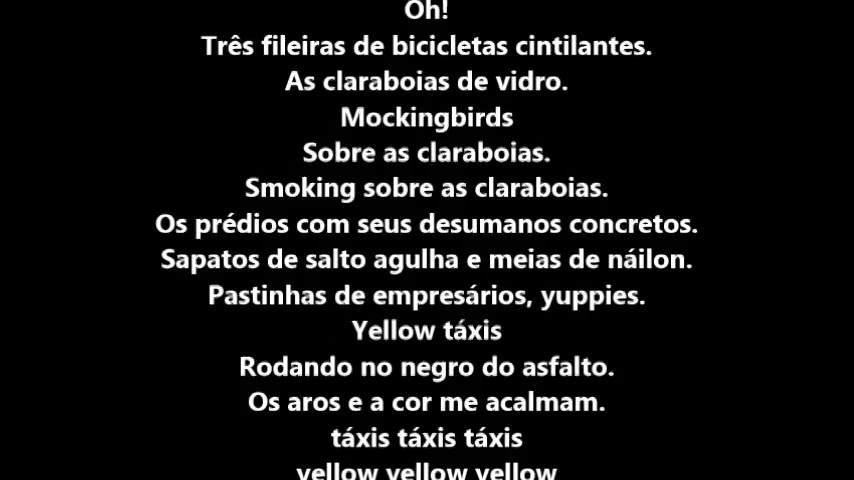 Oh!
Três fileiras de bicicletas cintilantes.
As claraboias de vidro.
Mockingbirds
Sobre as claraboias.
Smoking sobre as claraboias.
Os prédios com seus desumanos concretos.
Sapatos de salto agulha e meias de náilon.
Pastinhas de empresários, yuppies.
Yellow táxis
Rodando no negro do asfalto.
Os aros e a cor me acalmam.
táxis táxis táxis
yellow yellow yellow